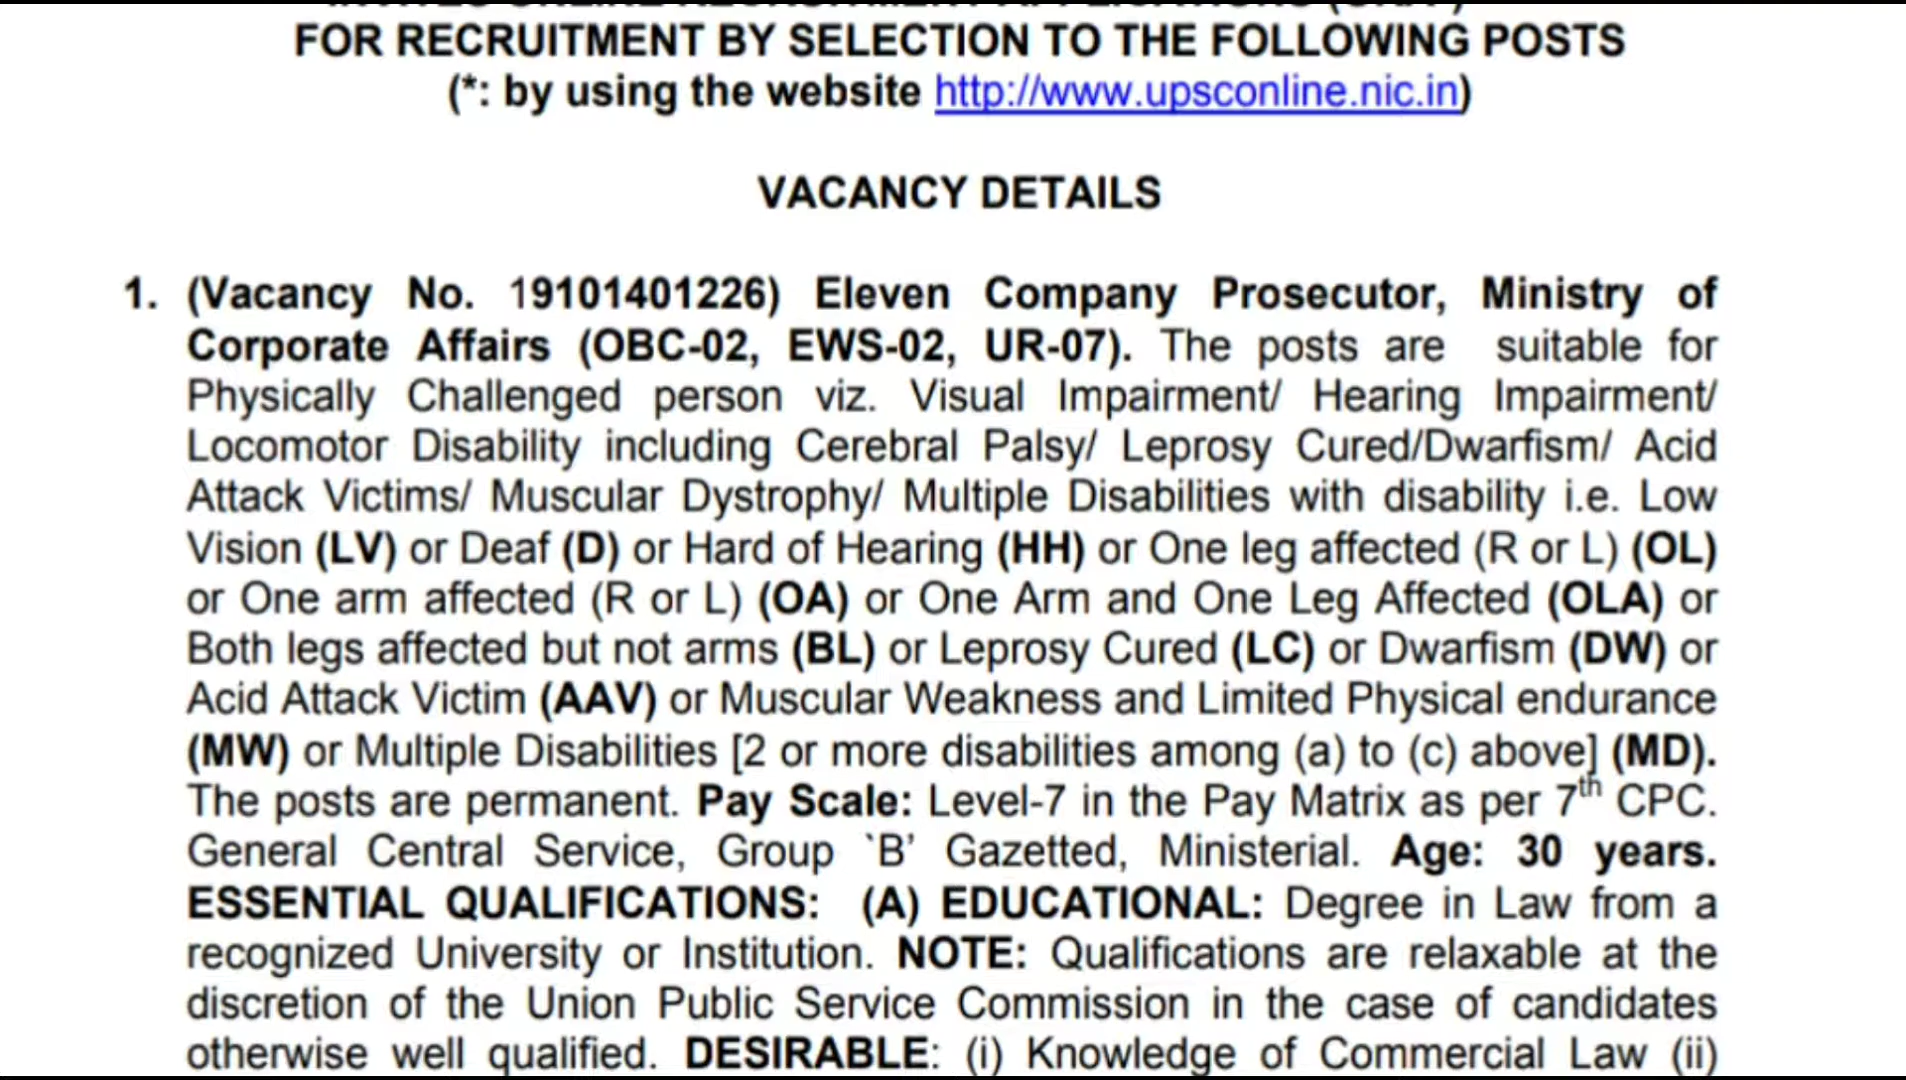 FOR RECRUITMENT BY SELECTION TO THE FOLLOWING POSTS
(*: by using the website http://www.upsconline.nic.in)
VACANCY DETAILS
1. (Vacancy No. 19101401226) Eleven Company Prosecutor, Ministry of
Corporate Affairs (OBC-02, EWS-02, UR-07). The posts are suitable for
Physically Challenged person viz. Visual Impairment/ Hearing Impairment/
Locomotor Disability including Cerebral Palsy/ Leprosy Cured/Dwarfism/ Acid
Attack Victims/ Muscular Dystrophy/ Multiple Disabilities with disability i.e. Low
Vision (LV) or Deaf (D) or Hard of Hearing (HH) or One leg affected (R or L) (OL)
or One arm affected (R or L) (OA) or One Arm and One Leg Affected (OLA) or
Both legs affected but not arms (BL) or Leprosy Cured (LC) or Dwarfism (DW) or
Acid Attack Victim (AAV) or Muscular Weakness and Limited Physical endurance
(MW) or Multiple Disabilities [2 or more disabilities among (a) to (c) above] (MD).
The posts are permanent. Pay Scale: Level-7 in the Pay Matrix as per 7th CPC.
General Central Service, Group `B' Gazetted, Ministerial. Age: 30 years.
ESSENTIAL QUALIFICATIONS: (A) EDUCATIONAL: Degree in Law from a
recognized University or Institution. NOTE: Qualifications are relaxable at the
discretion of the Union Public Service Commission in the case of candidates
otherwise well qualified. DESIRABLE: (i) Knowledge of Commercial Law (ii)